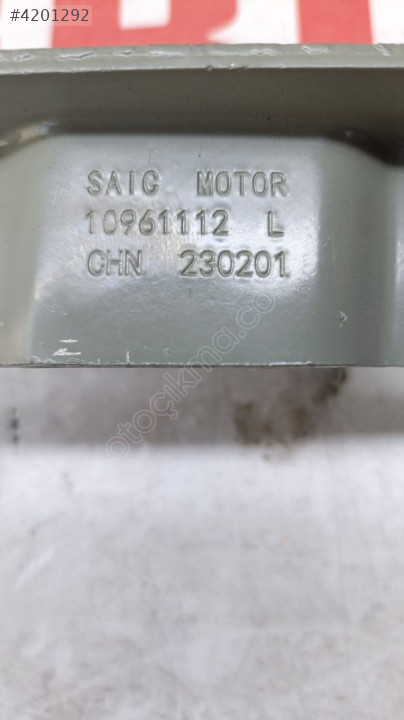 #4201292
SAIC MOTOR
10961112 L
CHN 230201
otoçıkma.com